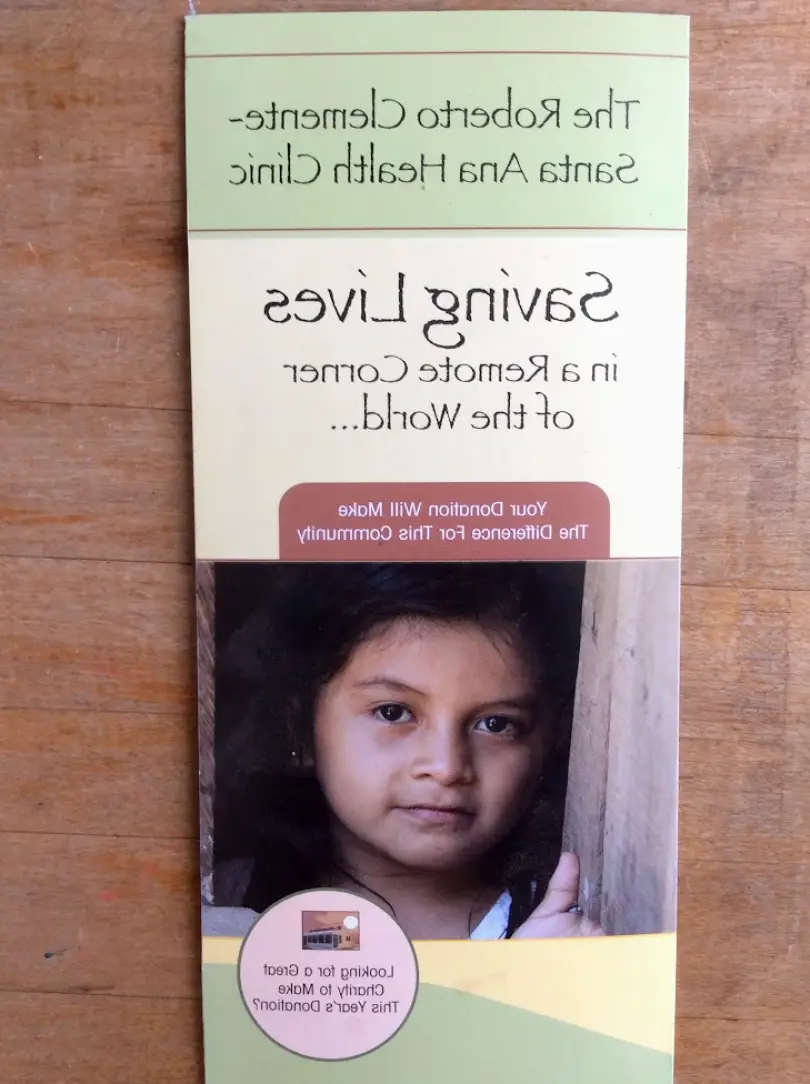 The Roberto Clemente-
Santa Ana Health Clinic
Saving Lives
in a Remote Corner
of the World...
Your Donation Will Make
The Difference For This Community
Looking for a Great
Charity to Make
This Year's Donation?